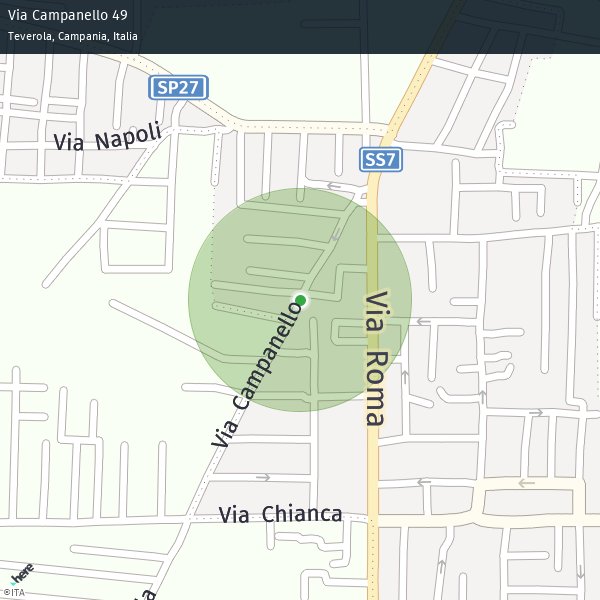 Via Campanello 49
Teverola, Campania, Italia
SP27
Via Napoli
SS7
Via Roma
Via Campanello
Via Chianca
here
©ITA